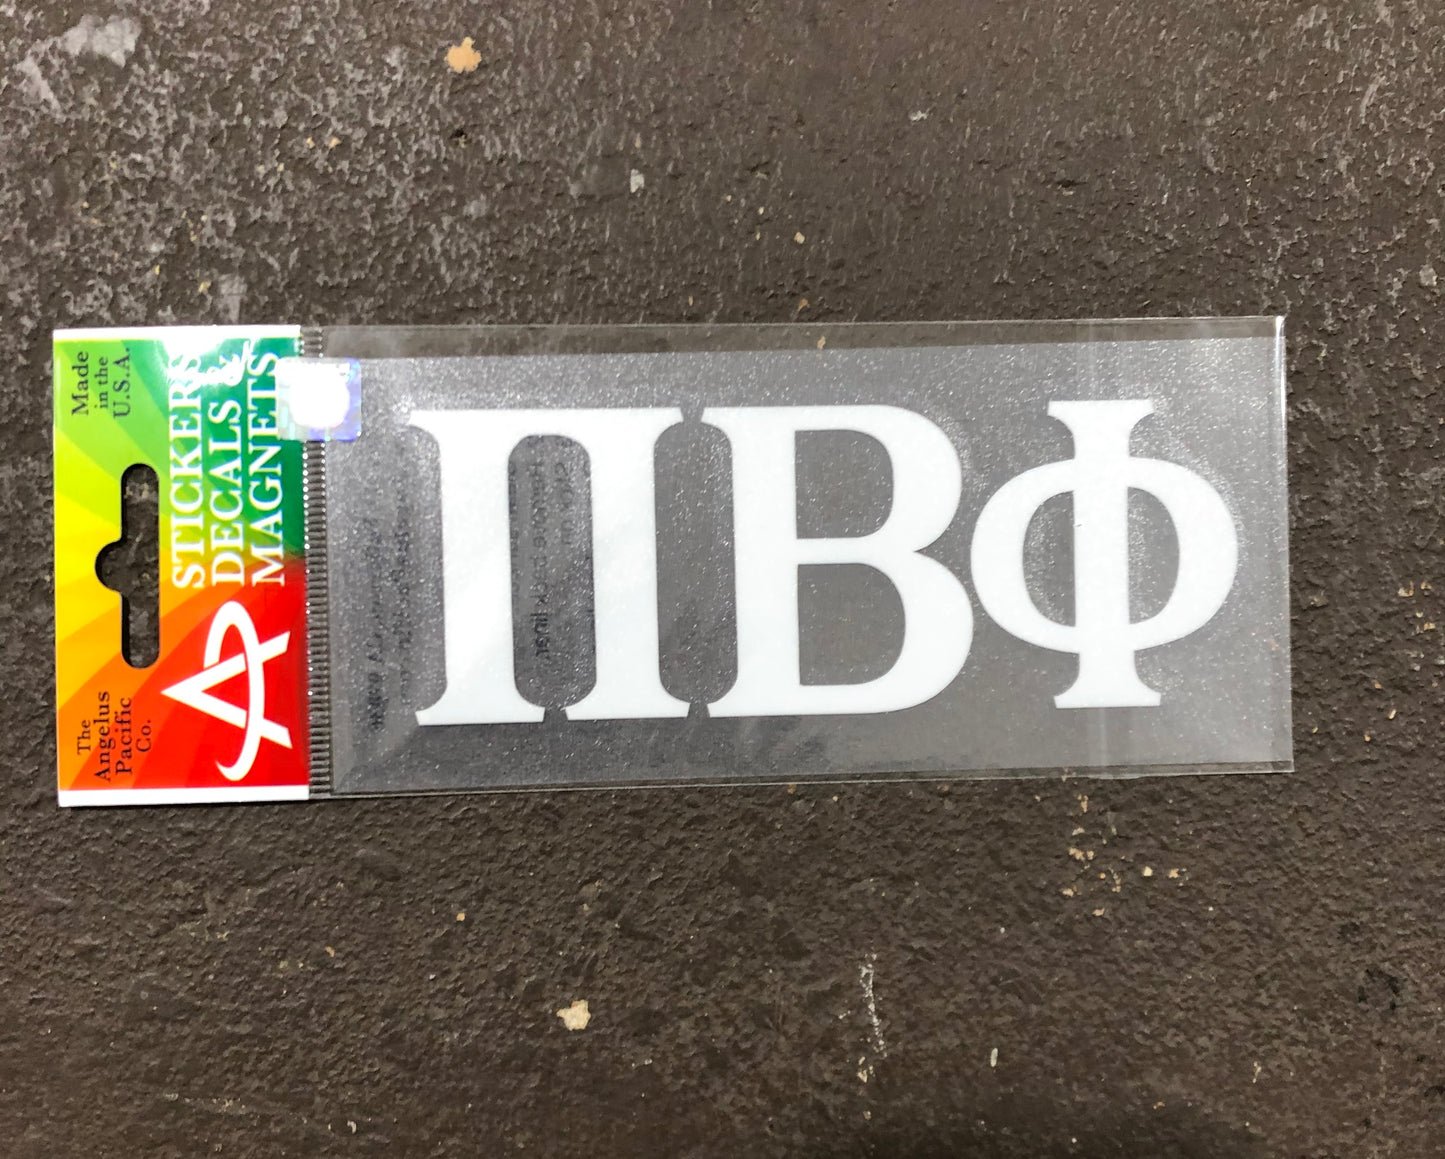 Made
in the
U.S.A.
STICKERS
DECALS &
MAGNETS
The
Angelus
Pacific
Co.
ΠΒΦ